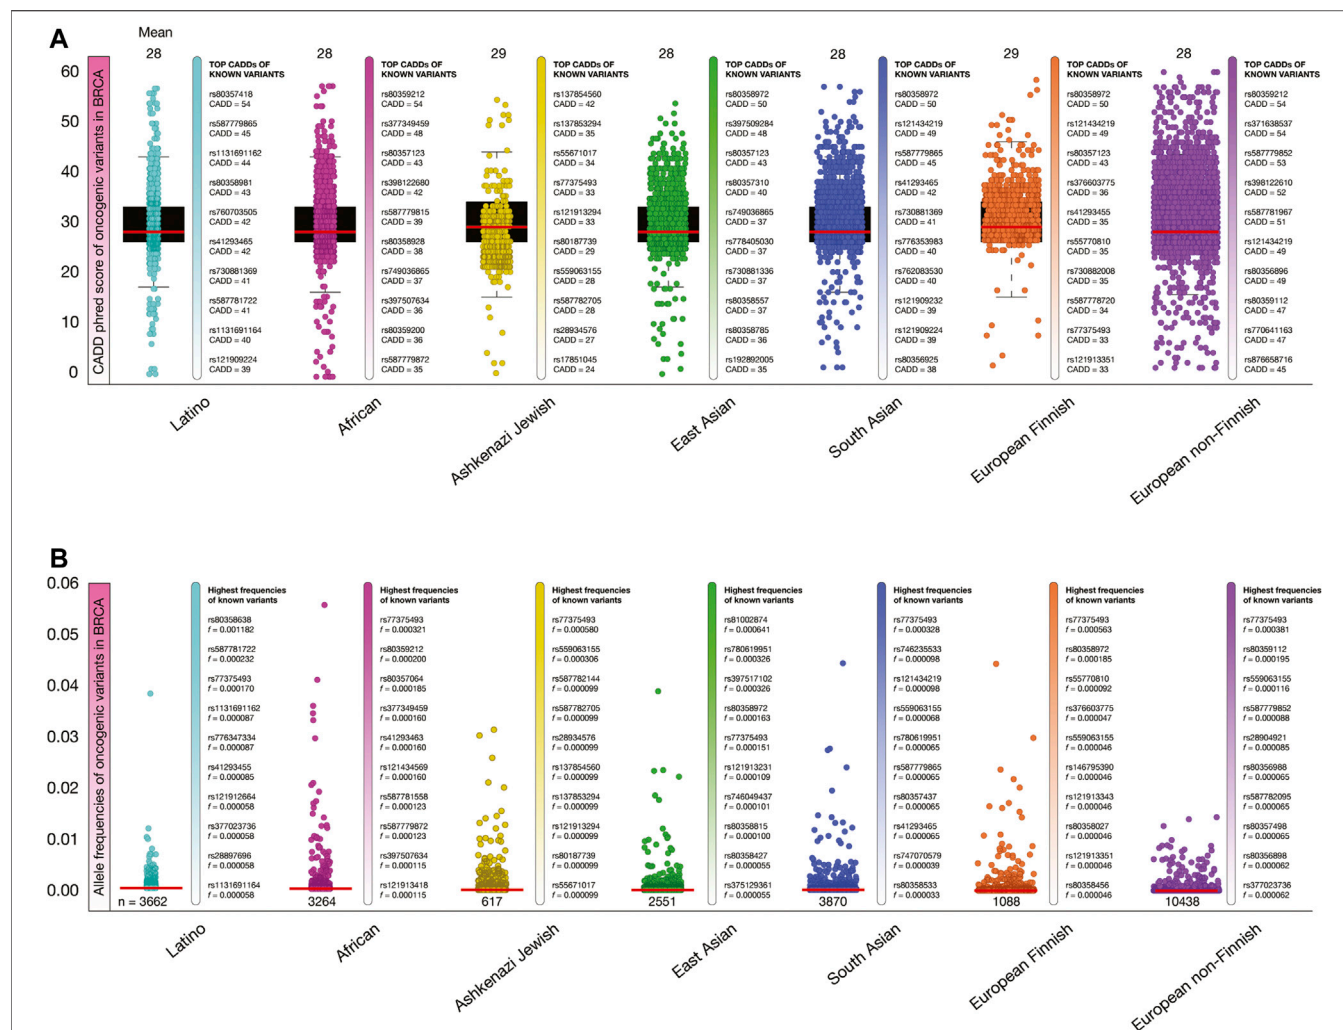 A
Mean
28
28
29
28
28
29
28
CADD phred score of oncogenic variants in BRCA
60
50
40
30
20
10
0
TOP CADDs OF
KNOWN VARIANTS
rs80357418
CADD = 54
rs587779865
CADD = 45
rs1131691162
CADD = 44
rs80358981
CADD = 43
rs760703505
CADD = 42
rs41293465
CADD = 42
rs730881369
CADD = 41
rs587781722
CADD = 41
rs1131691164
CADD = 40
rs121909224
CADD = 39
TOP CADDs OF
KNOWN VARIANTS
rs80359212
CADD = 54
rs377349459
CADD = 48
rs80357123
CADD = 43
rs398122680
CADD = 42
rs587779815
CADD = 39
rs80358928
CADD = 38
rs749036865
CADD = 37
rs397507634
CADD = 36
rs80359200
CADD = 36
rs587779872
CADD = 35
TOP CADDs OF
KNOWN VARIANTS
rs137854560
CADD = 42
rs137853294
CADD = 35
rs55671017
CADD = 34
rs77375493
CADD = 33
rs121913294
CADD = 33
rs80187739
CADD = 29
rs559063155
CADD = 28
rs587782705
CADD = 28
rs28934576
CADD = 27
rs17851045
CADD = 24
TOP CADDs OF
KNOWN VARIANTS
rs80358972
CADD = 50
rs397509284
CADD = 48
rs80357123
CADD = 43
rs80357310
CADD = 40
rs749036865
CADD = 37
rs778405030
CADD = 37
rs730881336
CADD = 37
rs80358557
CADD = 37
rs80358785
CADD = 36
rs192892005
CADD = 35
TOP CADDs OF
KNOWN VARIANTS
rs80358972
CADD = 50
rs121434219
CADD = 49
rs587779865
CADD = 45
rs41293465
CADD = 42
rs730881369
CADD = 41
rs776353983
CADD = 40
rs762083530
CADD = 40
rs121909232
CADD = 39
rs121909224
CADD = 39
rs80356925
CADD = 38
TOP CADDs OF
KNOWN VARIANTS
rs80358972
CADD = 50
rs121434219
CADD = 49
rs80357123
CADD = 43
rs376603775
CADD = 36
rs41293455
CADD = 35
rs55770810
CADD = 35
rs730882008
CADD = 35
rs587778720
CADD = 34
rs77375493
CADD = 33
rs121913351
CADD = 33
TOP CADDs OF
KNOWN VARIANTS
rs80359212
CADD = 54
rs371638537
CADD = 54
rs587779852
CADD = 53
rs398122610
CADD = 52
rs587781967
CADD = 51
rs121434219
CADD = 49
rs80356896
CADD = 49
rs80359112
CADD = 47
rs770641163
CADD = 47
rs876658716
CADD = 45
Latino
African
Ashkenazi Jewish
East Asian
South Asian
European Finnish
European non-Finnish
B
Allele frequencies of oncogenic variants in BRCA
0.06
0.05
0.04
0.03
0.02
0.01
0.00
Highest frequencies
of known variants
rs80358638
f = 0.001182
rs587781722
f = 0.000232
rs77375493
f = 0.000170
rs1131691162
f = 0.000087
rs776347334
f = 0.000087
rs41293455
f = 0.000085
rs121912664
f = 0.000058
rs377023736
f = 0.000058
rs28897696
f = 0.000058
rs1131691164
f = 0.000058
Highest frequencies
of known variants
rs77375493
f = 0.000321
rs80359212
f = 0.000200
rs80357064
f = 0.000185
rs377349459
f = 0.000160
rs41293463
f = 0.000160
rs121434569
f = 0.000160
rs587781558
f = 0.000123
rs587779872
f = 0.000123
rs397507634
f = 0.000115
rs121913418
f = 0.000115
Highest frequencies
of known variants
rs77375493
f = 0.000580
rs559063155
f = 0.000306
rs587782144
f = 0.000099
rs587782705
f = 0.000099
rs28934576
f = 0.000099
rs137854560
f = 0.000099
rs137853294
f = 0.000099
rs121913294
f = 0.000099
rs80187739
f = 0.000099
rs55671017
f = 0.000099
Highest frequencies
of known variants
rs81002874
f = 0.000641
rs780619951
f = 0.000326
rs397517102
f = 0.000326
rs80358972
f = 0.000163
rs77375493
f = 0.000151
rs121913231
f = 0.000109
rs746049437
f = 0.000101
rs80358815
f = 0.000100
rs80358427
f = 0.000055
rs375129361
f = 0.000055
Highest frequencies
of known variants
rs77375493
f = 0.000328
rs746235533
f = 0.000098
rs121434219
f = 0.000098
rs559063155
f = 0.000068
rs780619951
f = 0.000065
rs587779865
f = 0.000065
rs80357437
f = 0.000065
rs41293465
f = 0.000065
rs747070579
f = 0.000039
rs80358533
f = 0.000033
Highest frequencies
of known variants
rs77375493
f = 0.000563
rs80358972
f = 0.000185
rs55770810
f = 0.000092
rs376603775
f = 0.000047
rs559063155
f = 0.000046
rs146795390
f = 0.000046
rs121913343
f = 0.000046
rs80358027
f = 0.000046
rs121913351
f = 0.000046
rs80358456
f = 0.000046
Highest frequencies
of known variants
rs77375493
f = 0.000381
rs80359112
f = 0.000195
rs559063155
f = 0.000116
rs587779852
f = 0.000088
rs28904921
f = 0.000085
rs80356988
f = 0.000065
rs587782095
f = 0.000065
rs80357498
f = 0.000065
rs80356898
f = 0.000062
rs377023736
f = 0.000062
n = 3662
3264
617
2551
3870
1088
10438
Latino
African
Ashkenazi Jewish
East Asian
South Asian
European Finnish
European non-Finnish